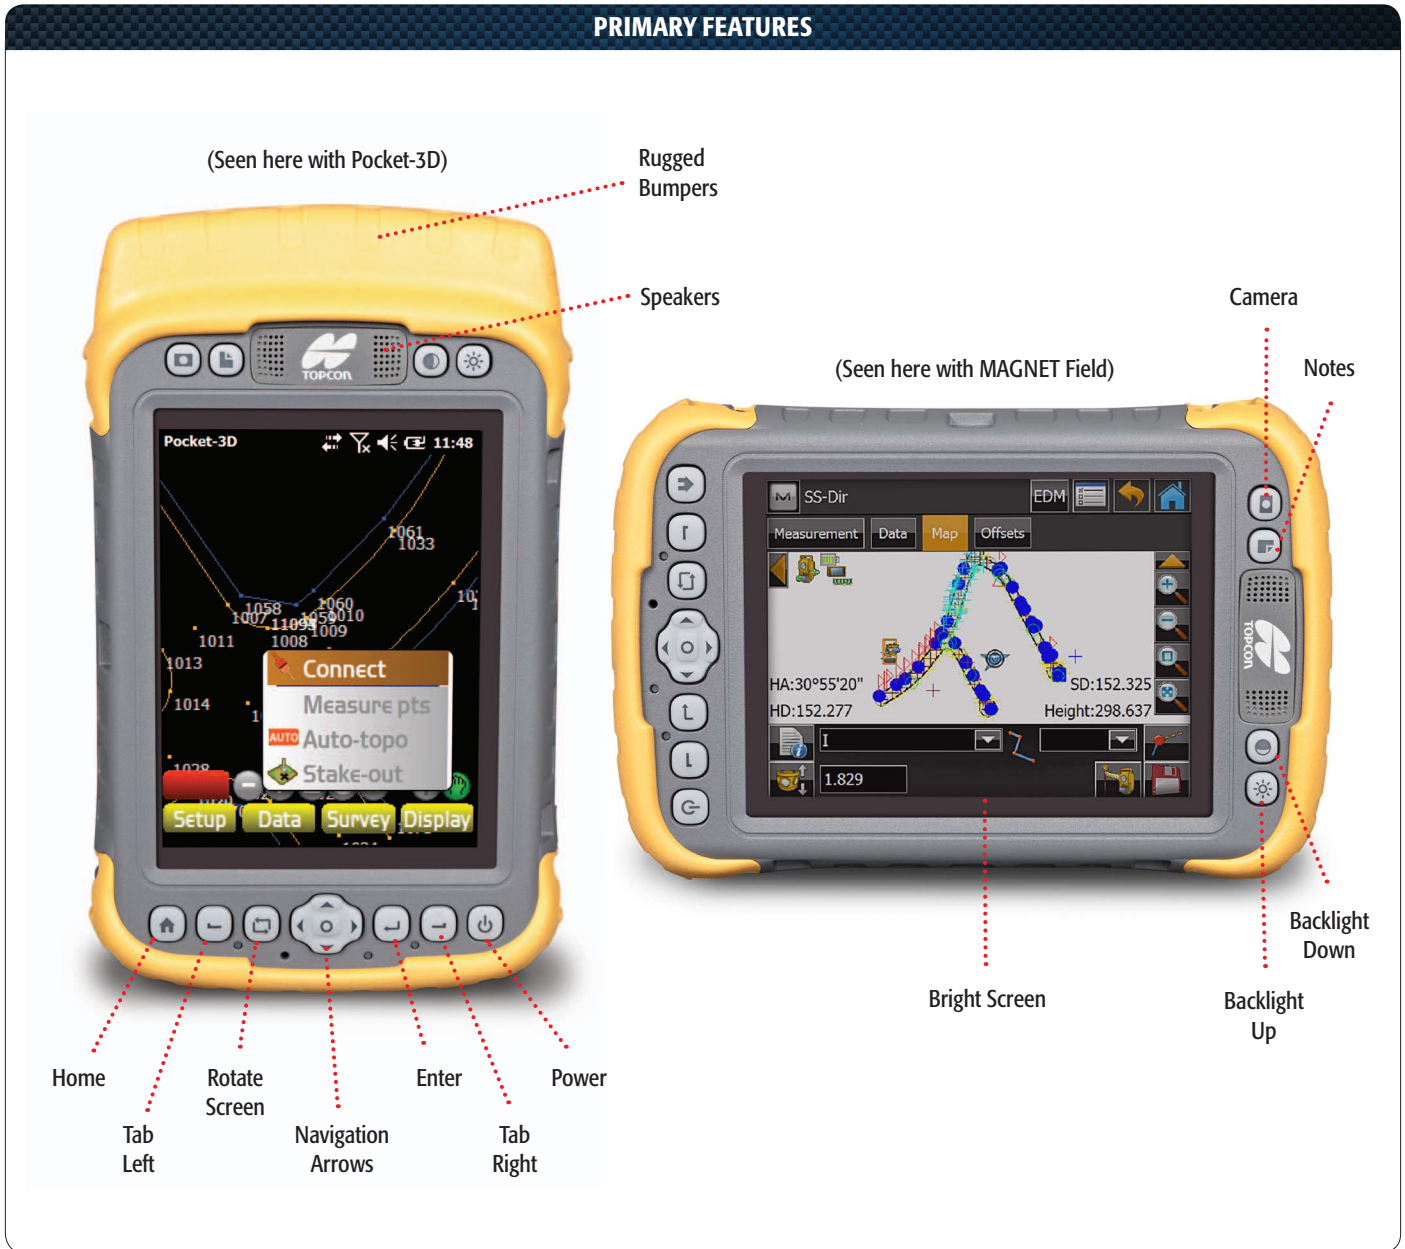 PRIMARY FEATURES
(Seen here with Pocket-3D)
Rugged
Bumpers
Speakers
TOPCON
Pocket-3D
11:48
1061
1033
1058
1060
1007
1010
1009
1011
1008
1013
1014
Connect
Measure pts
AUTO Auto-topo
Stake-out
Setup
Data
Survey
Display
Home
Rotate
Screen
Enter
Power
Tab
Left
Navigation
Arrows
Tab
Right
Camera
(Seen here with MAGNET Field)
Notes
SS-Dir
EDM
Measurement
Data
Map
Offsets
HA:30°55'20"
SD:152.325
HD:152.277
Height:298.637
I
1.829
TOPCON
Backlight
Down
Bright Screen
Backlight
Up